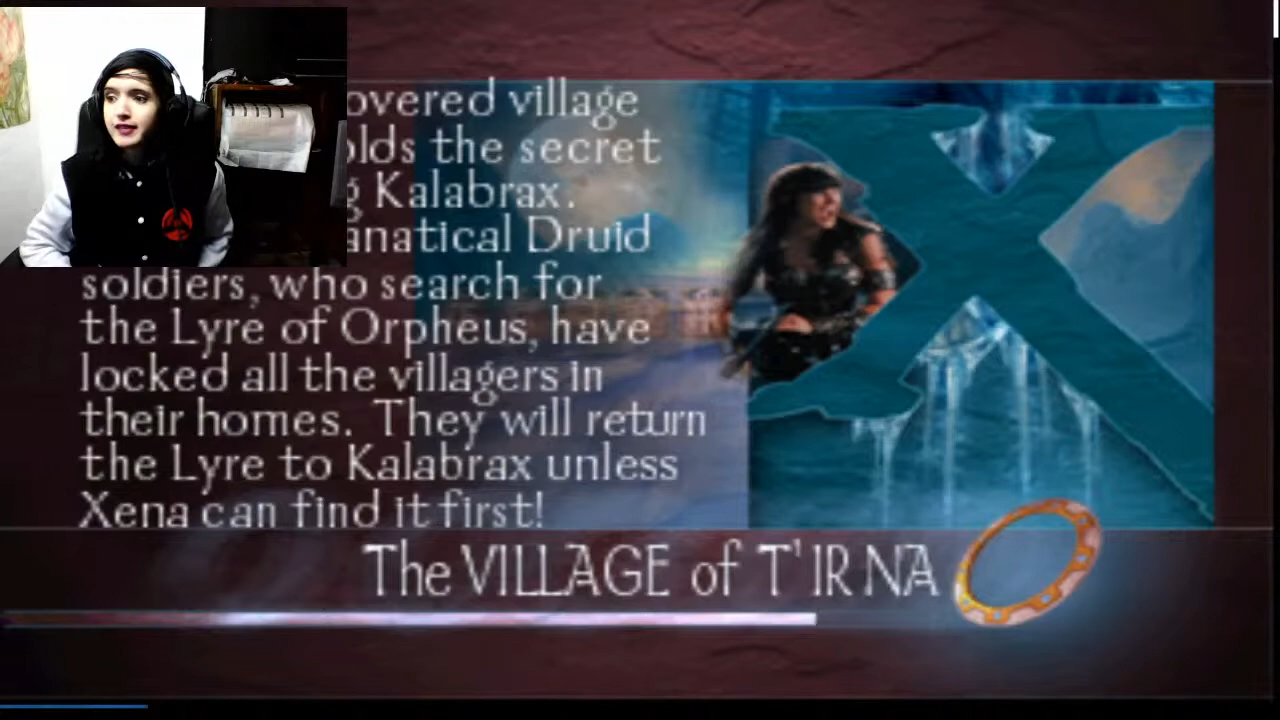 overed village
olds the secret
g Kalabrax.
anatical Druid
soldiers, who search for
the Lyre of Orpheus, have
locked all the villagers in
their homes. They will return
the Lyre to Kalabrax unless
Xena can find it first!
The VILLAGE of T'IRNA